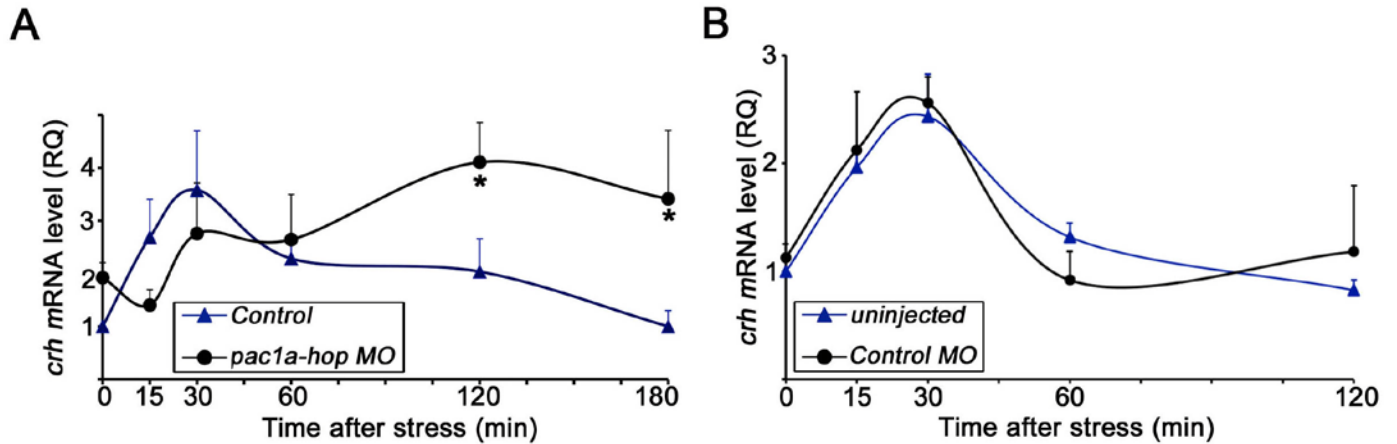 A
crh mRNA level (RQ)
4
3
2
1
Control
pac1a-hop MO
*
*
0 15 30 60 120 180
Time after stress (min)
B
crh mRNA level (RQ)
3
2
1
uninjected
Control MO
0 15 30 60 120
Time after stress (min)